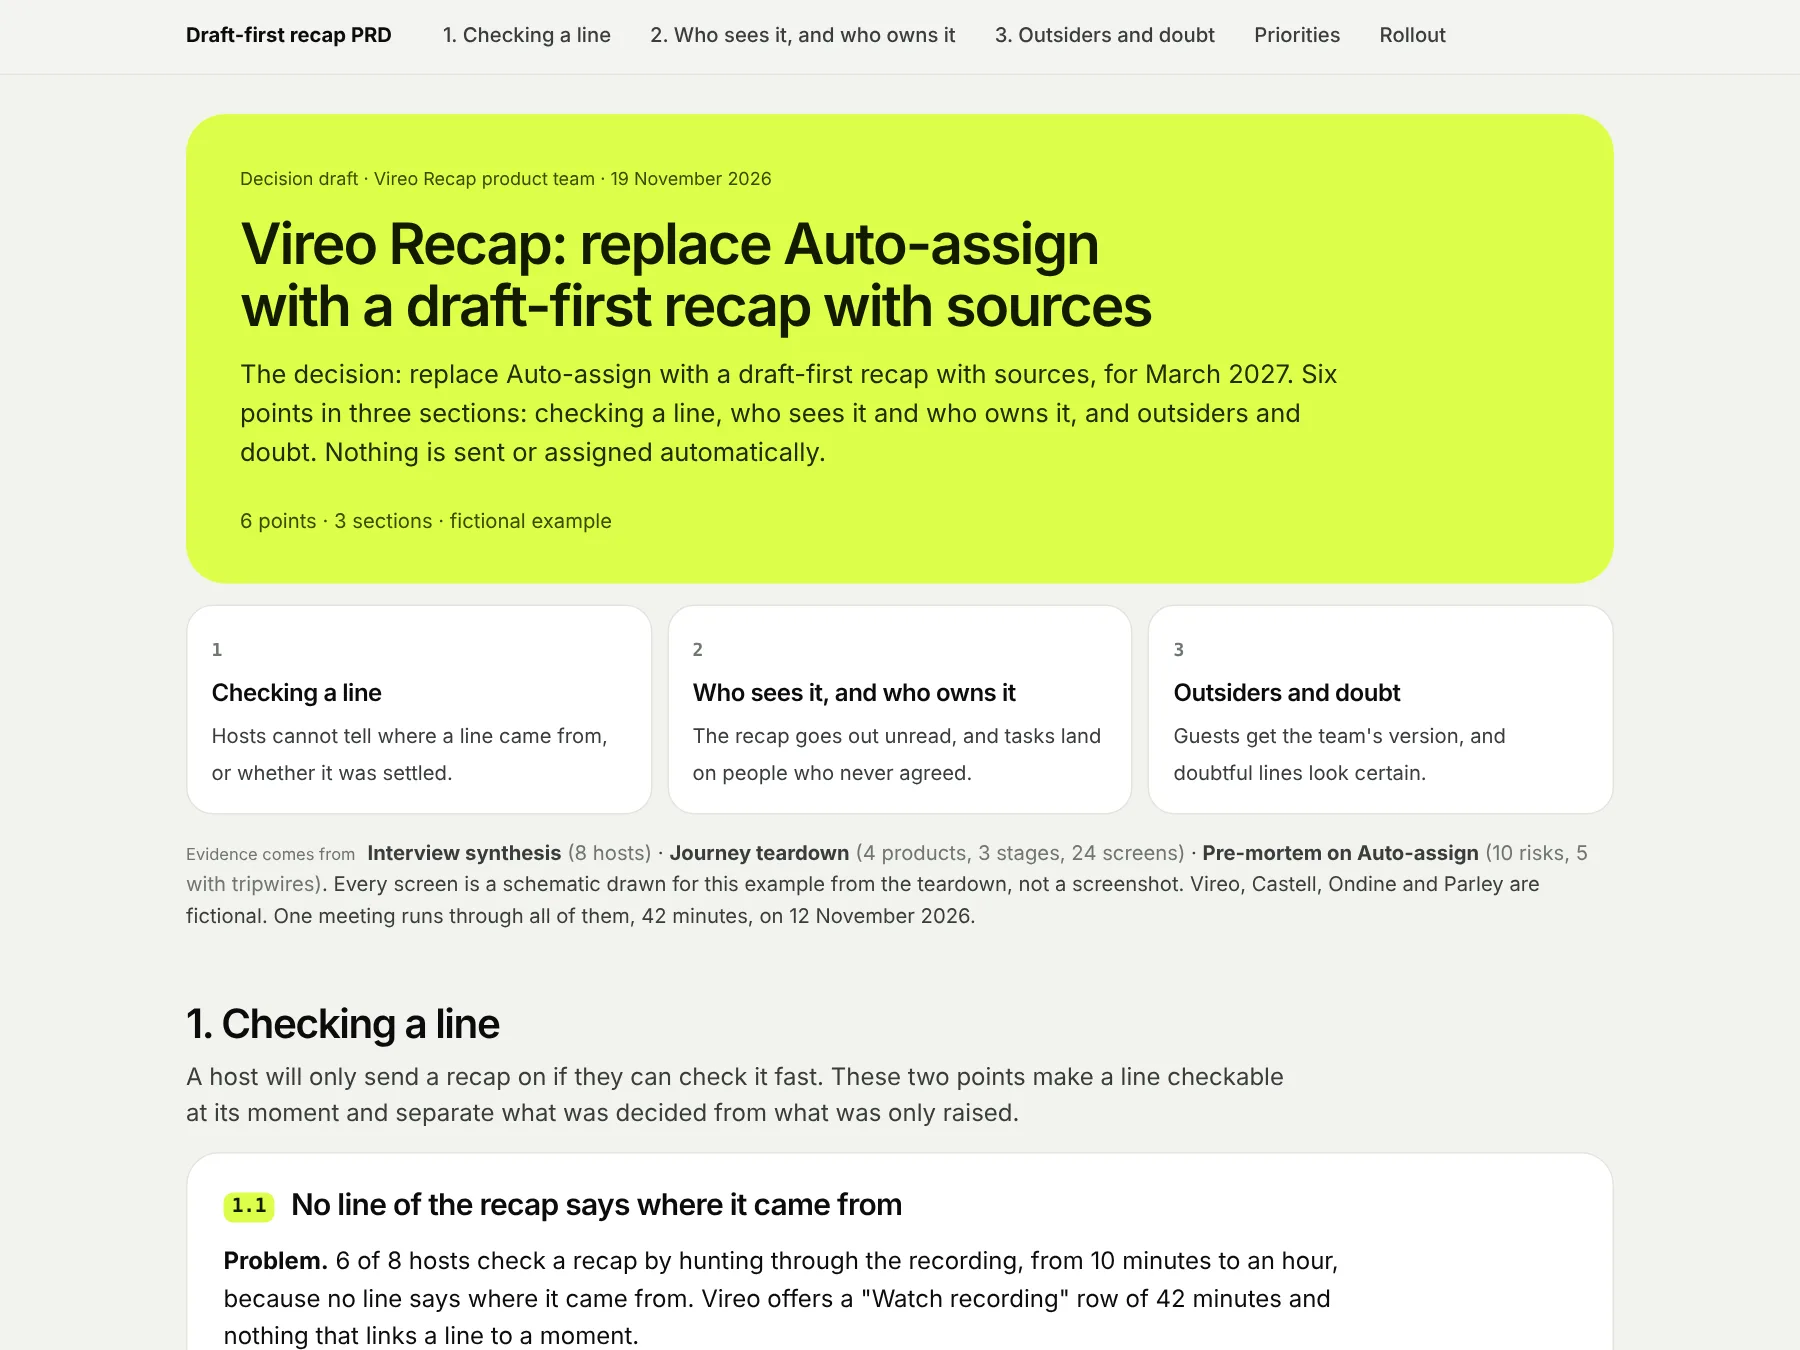 Draft-first recap PRD
1. Checking a line
2. Who sees it, and who owns it
3. Outsiders and doubt
Priorities
Rollout
Decision draft · Vireo Recap product team · 19 November 2026
Vireo Recap: replace Auto-assign
with a draft-first recap with sources
The decision: replace Auto-assign with a draft-first recap with sources, for March 2027. Six
points in three sections: checking a line, who sees it and who owns it, and outsiders and
doubt. Nothing is sent or assigned automatically.
6 points · 3 sections · fictional example
1
Checking a line
Hosts cannot tell where a line came from,
or whether it was settled.
2
Who sees it, and who owns it
The recap goes out unread, and tasks land
on people who never agreed.
3
Outsiders and doubt
Guests get the team's version, and
doubtful lines look certain.
Evidence comes from Interview synthesis (8 hosts) · Journey teardown (4 products, 3 stages, 24 screens) · Pre-mortem on Auto-assign (10 risks, 5
with tripwires). Every screen is a schematic drawn for this example from the teardown, not a screenshot. Vireo, Castell, Ondine and Parley are
fictional. One meeting runs through all of them, 42 minutes, on 12 November 2026.
1. Checking a line
A host will only send a recap on if they can check it fast. These two points make a line checkable
at its moment and separate what was decided from what was only raised.
1.1 No line of the recap says where it came from
Problem. 6 of 8 hosts check a recap by hunting through the recording, from 10 minutes to an hour,
because no line says where it came from. Vireo offers a "Watch recording" row of 42 minutes and
nothing that links a line to a moment.